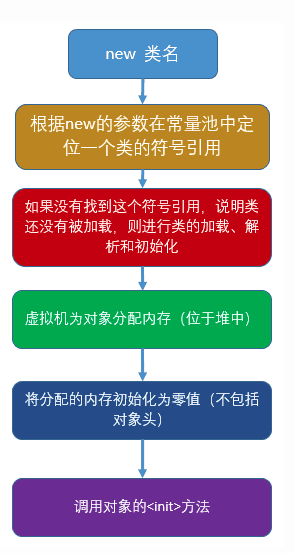 new 类名
根据new的参数在常量池中定
位一个类的符号引用
如果没有找到这个符号引用，说明类
还没有被加载，则进行类的加载、解
析和初始化
虚拟机为对象分配内存（位于堆中）
将分配的内存初始化为零值（不包括
对象头）
调用对象的<init>方法